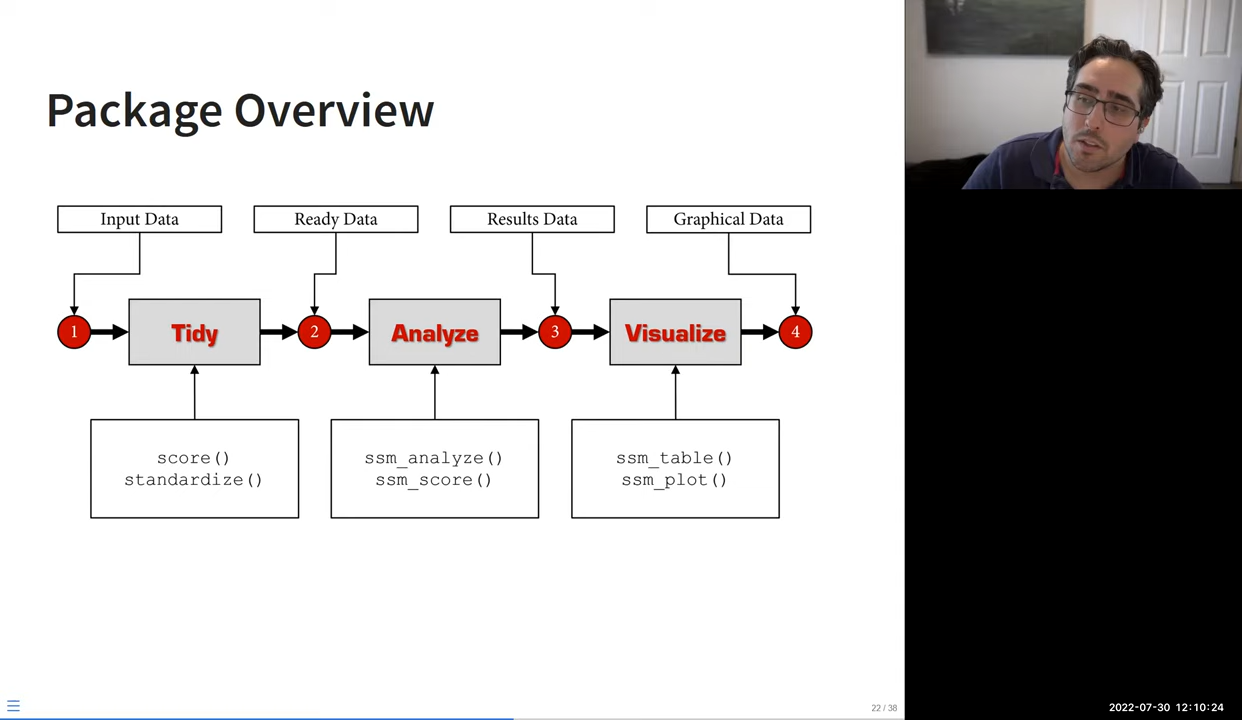 Package Overview
Input Data
Ready Data
Results Data
Graphical Data
1
Tidy
2
Analyze
3
Visualize
4
score()
standardize()
ssm_analyze()
ssm_score()
ssm_table()
ssm_plot()
22 / 38
2022-07-30 12:10:24